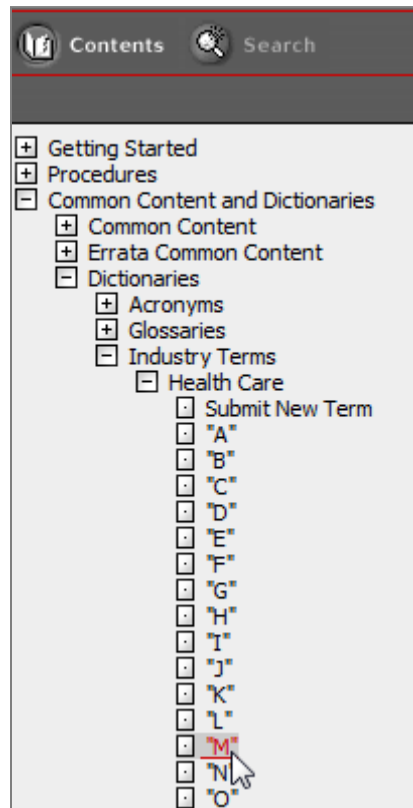 Contents Search
Getting Started
Procedures
Common Content and Dictionaries
Common Content
Errata Common Content
Dictionaries
Acronyms
Glossaries
Industry Terms
Health Care
Submit New Term
"A"
"B"
"C"
"D"
"E"
"F"
"G"
"H"
"I"
"J"
"K"
"L"
"M"
"N"
"O"